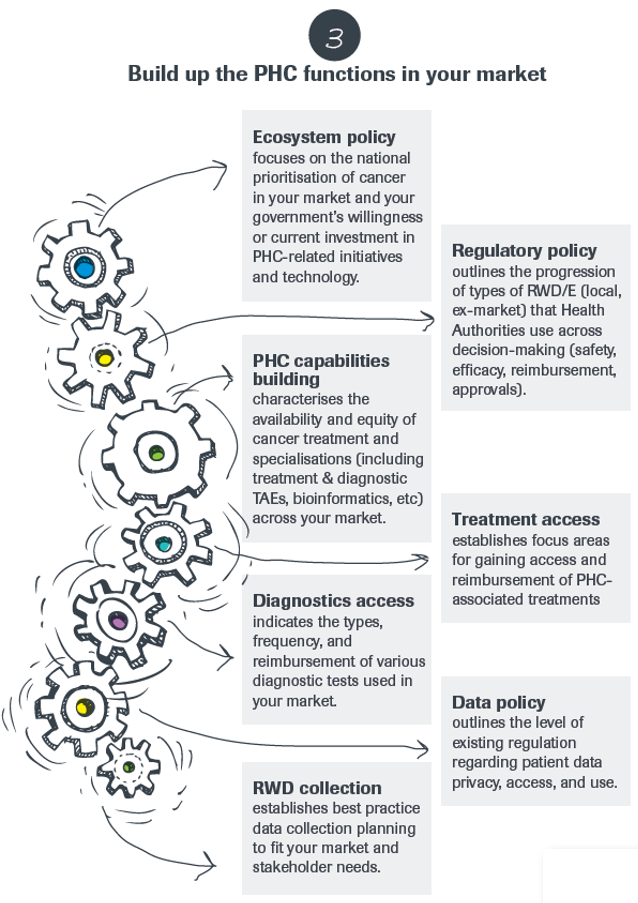 3
Build up the PHC functions in your market
Ecosystem policy
focuses on the national
prioritisation of cancer
in your market and your
government's willingness
or current investment in
PHC-related initiatives
and technology.
Regulatory policy
outlines the progression
of types of RWD/E (local,
ex-market) that Health
Authorities use across
decision-making (safety,
efficacy, reimbursement,
approvals).
PHC capabilities
building
characterises the
availability and equity of
cancer treatment and
specialisations (including
treatment & diagnostic
TAEs, bioinformatics, etc)
across your market.
Treatment access
establishes focus areas
for gaining access and
reimbursement of PHC-
associated treatments
Diagnostics access
indicates the types,
frequency, and
reimbursement of various
diagnostic tests used in
your market.
Data policy
outlines the level of
existing regulation
regarding patient data
privacy, access, and use.
RWD collection
establishes best practice
data collection planning
to fit your market and
stakeholder needs.